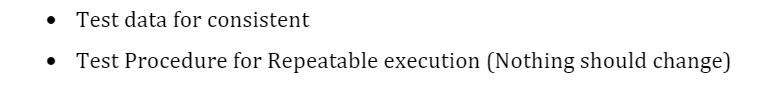 • Test data for consistent
• Test Procedure for Repeatable execution (Nothing should change)